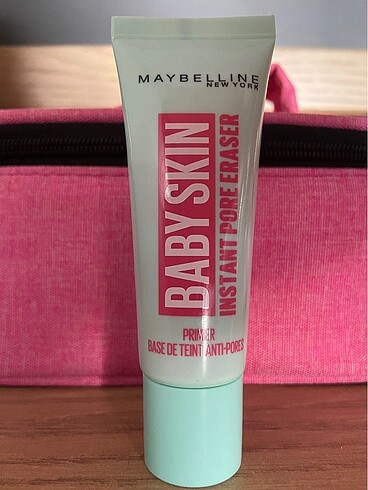 MAYBELLINE
NEW YORK
BABY SKIN
INSTANT PORE ERASER
PRIMER
BASE DE TEINT ANTI-PORES